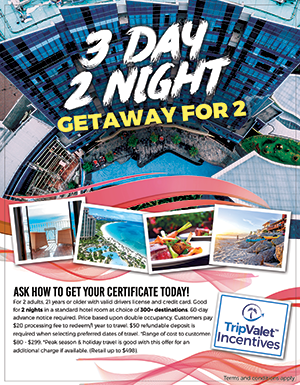 3 DAY
2 NIGHT
GETAWAY FOR 2
ASK HOW TO GET YOUR CERTIFICATE TODAY!
For 2 adults, 21 years or older with valid drivers license and credit card. Good
for 2 nights in a standard hotel room at choice of 300+ destinations. 60-day
advance notice required. Price based upon double occupancy. Customers pay
$20 processing fee to redeem/1 year to travel. $50 refundable deposit is
required when selecting preferred dates of travel. *Range of cost to customer:
$80 - $299. *Peak season & holiday travel is good with this offer for an
additional charge if available. (Retail up to $498).
TripValet
Incentives
Terms and conditions apply